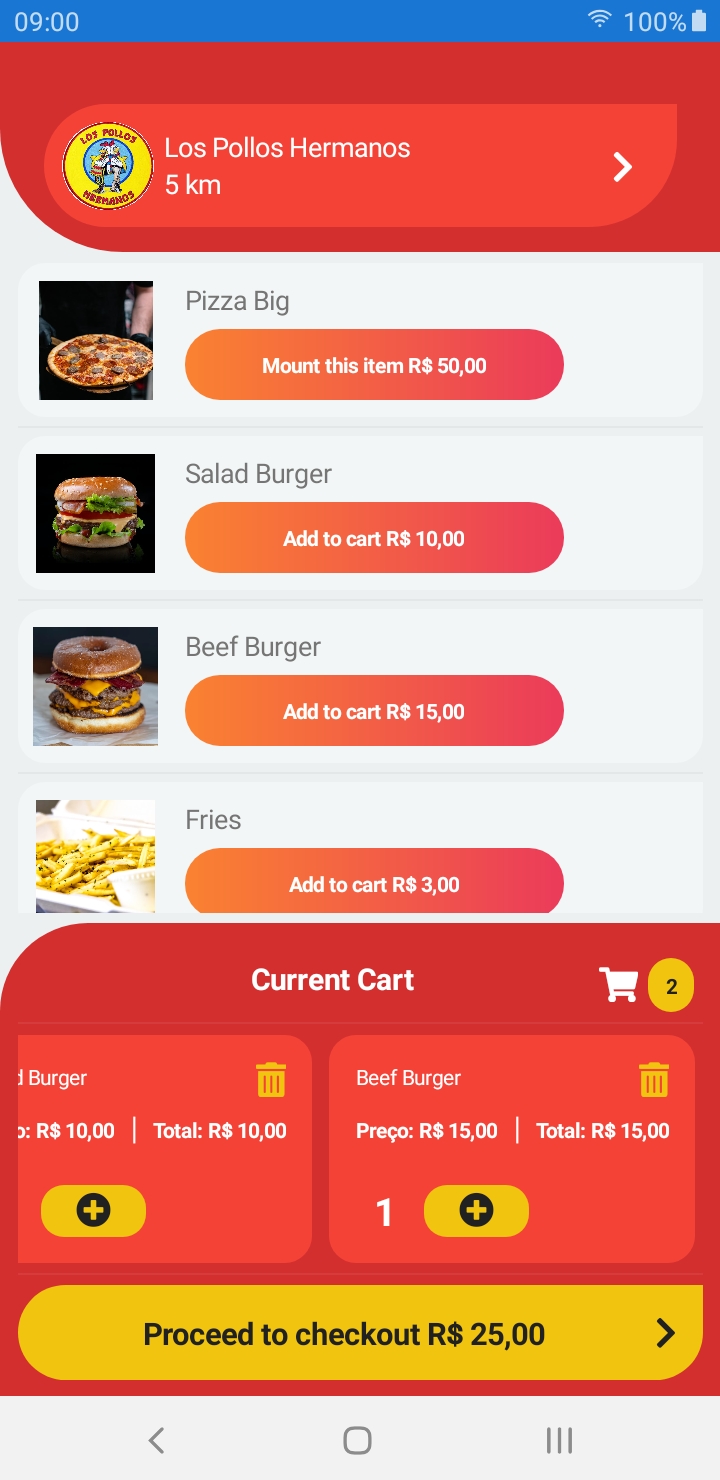 09:00
100%
LOS POLLOS
HERMANOS
Los Pollos Hermanos
5 km
Pizza Big
Mount this item R$ 50,00
Salad Burger
Add to cart R$ 10,00
Beef Burger
Add to cart R$ 15,00
Fries
Add to cart R$ 3,00
Current Cart
2
d Burger
o: R$ 10,00 | Total: R$ 10,00
Beef Burger
Preço: R$ 15,00 | Total: R$ 15,00
1
Proceed to checkout R$ 25,00